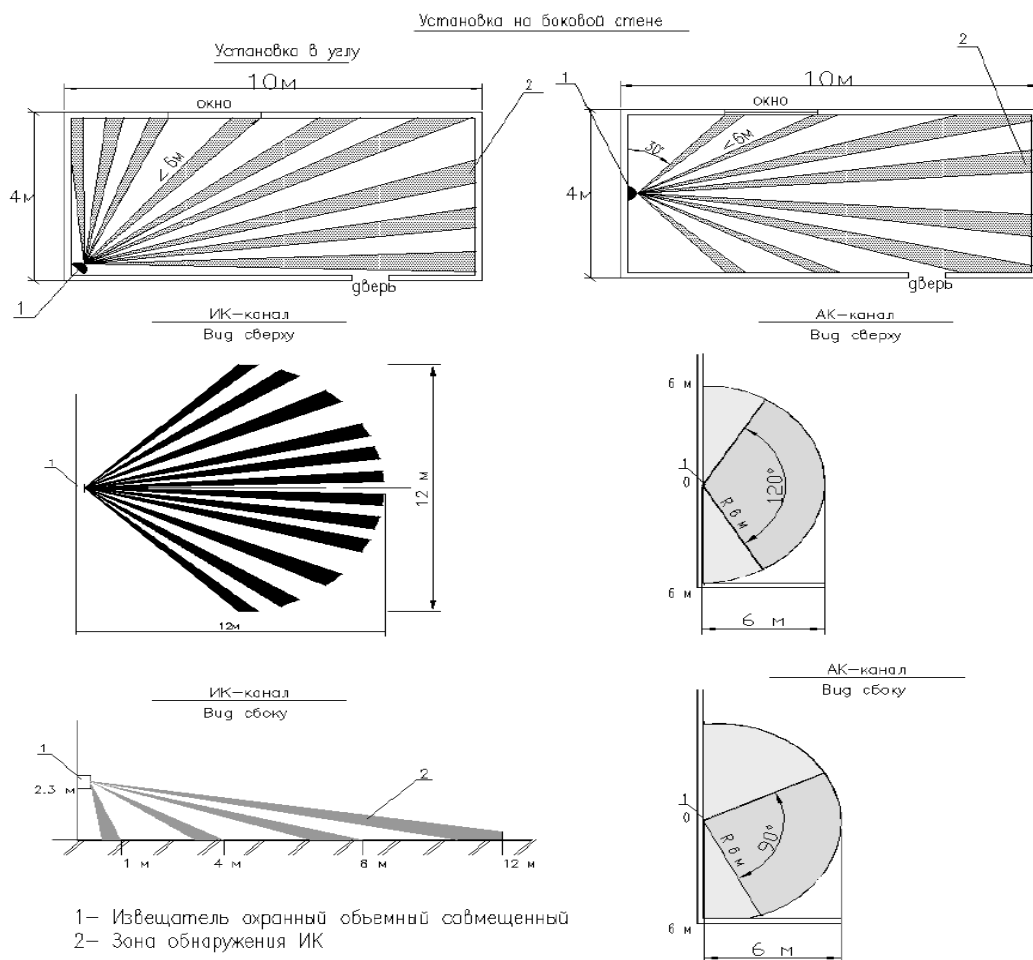 Установка на боковой стене
Установка в углу
10м
окно
<6м
4м
дверь
1
2
10м
окно
<6м
30°
4м
дверь
1
2
ИК-канал
Вид сверху
1
12 м
12м
АК-канал
Вид сверху
6 м
1
0
120°
R 6 м
6 м
6 м
ИК-канал
Вид сбоку
1
2.3 м
2
1 м
4 м
8 м
12 м
АК-канал
Вид сбоку
1
0
90°
R 6 м
6 м
6 м
1- Извещатель охранный объемный савмещенный
2- Зона обнаружения ИК